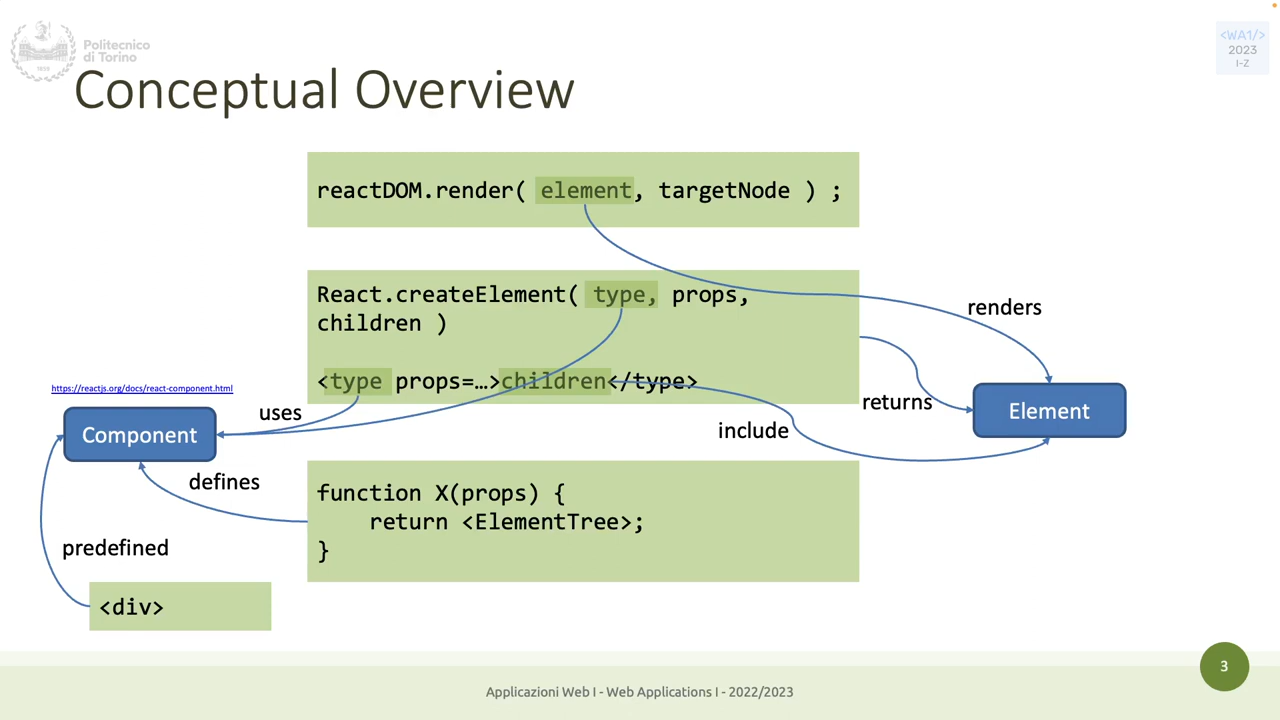 Politecnico
di Torino
1859
<WA1/>
2023
I-Z
Conceptual Overview
reactDOM.render( element, targetNode ) ;
React.createElement( type, props,
children )
<type props=…>children</type>
renders
returns
Element
include
https://reactjs.org/docs/react-component.html
Component
uses
defines
function X(props) {
return <ElementTree>;
}
predefined
<div>
3
Applicazioni Web I - Web Applications I - 2022/2023